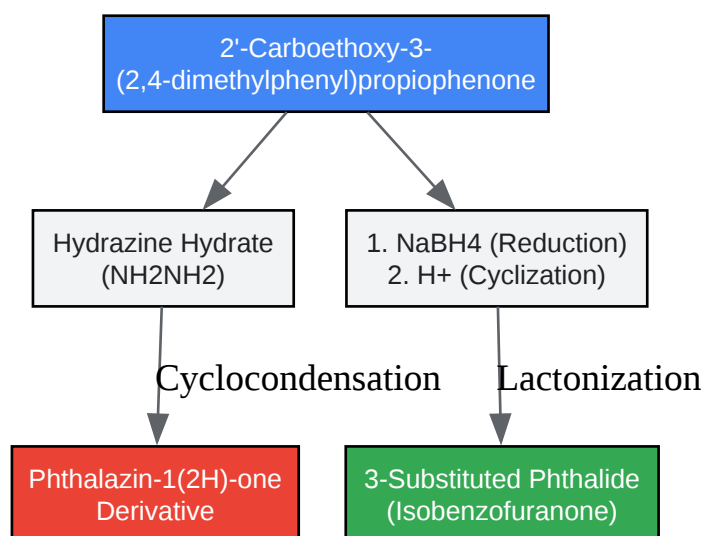 2'-Carboethoxy-3-
(2,4-dimethylphenyl)propiophenone
Hydrazine Hydrate
(NH2NH2)
1. NaBH4 (Reduction)
2. H+ (Cyclization)
Cyclocondensation
Lactonization
Phthalazin-1(2H)-one
Derivative
3-Substituted Phthalide
(Isobenzofuranone)